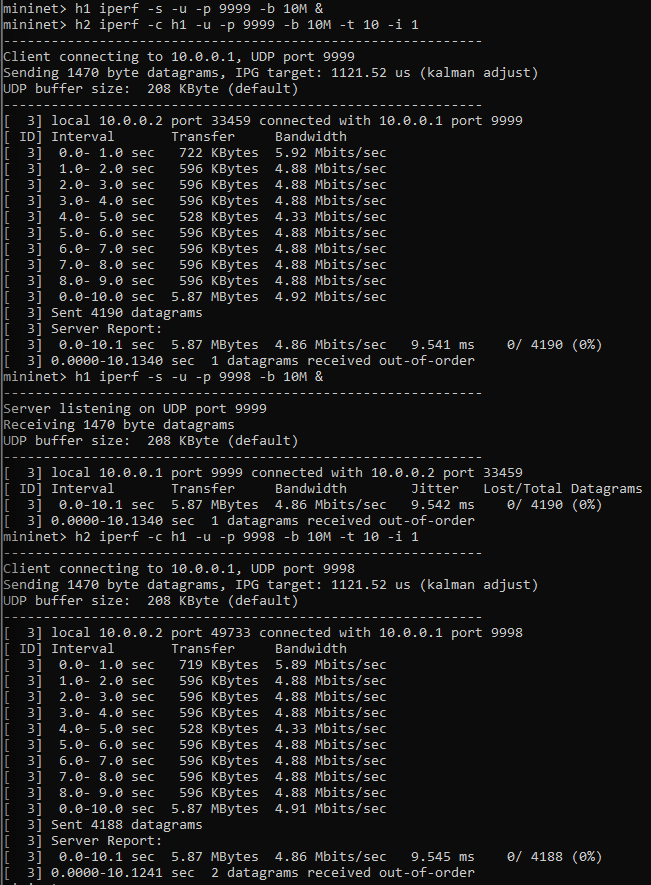 mininet> h1 iperf -s -u -p 9999 -b 10M &
mininet> h2 iperf -c h1 -u -p 9999 -b 10M -t 10 -i 1
------------------------------------------------------------
Client connecting to 10.0.0.1, UDP port 9999
Sending 1470 byte datagrams, IPG target: 1121.52 us (kalman adjust)
UDP buffer size:  208 KByte (default)
------------------------------------------------------------
[  3] local 10.0.0.2 port 33459 connected with 10.0.0.1 port 9999
[ ID] Interval       Transfer     Bandwidth
[  3]  0.0- 1.0 sec   722 KBytes  5.92 Mbits/sec
[  3]  1.0- 2.0 sec   596 KBytes  4.88 Mbits/sec
[  3]  2.0- 3.0 sec   596 KBytes  4.88 Mbits/sec
[  3]  3.0- 4.0 sec   596 KBytes  4.88 Mbits/sec
[  3]  4.0- 5.0 sec   528 KBytes  4.33 Mbits/sec
[  3]  5.0- 6.0 sec   596 KBytes  4.88 Mbits/sec
[  3]  6.0- 7.0 sec   596 KBytes  4.88 Mbits/sec
[  3]  7.0- 8.0 sec   596 KBytes  4.88 Mbits/sec
[  3]  8.0- 9.0 sec   596 KBytes  4.88 Mbits/sec
[  3]  0.0-10.0 sec  5.87 MBytes  4.92 Mbits/sec
[  3] Sent 4190 datagrams
[  3] Server Report:
[  3]  0.0-10.1 sec  5.87 MBytes  4.86 Mbits/sec   9.541 ms    0/ 4190 (0%)
[  3] 0.0000-10.1340 sec  1 datagrams received out-of-order
mininet> h1 iperf -s -u -p 9998 -b 10M &
------------------------------------------------------------
Server listening on UDP port 9999
Receiving 1470 byte datagrams
UDP buffer size:  208 KByte (default)
------------------------------------------------------------
[  3] local 10.0.0.1 port 9999 connected with 10.0.0.2 port 33459
[ ID] Interval       Transfer     Bandwidth        Jitter   Lost/Total Datagrams
[  3]  0.0-10.1 sec  5.87 MBytes  4.86 Mbits/sec   9.542 ms    0/ 4190 (0%)
[  3] 0.0000-10.1340 sec  1 datagrams received out-of-order
mininet> h2 iperf -c h1 -u -p 9998 -b 10M -t 10 -i 1
------------------------------------------------------------
Client connecting to 10.0.0.1, UDP port 9998
Sending 1470 byte datagrams, IPG target: 1121.52 us (kalman adjust)
UDP buffer size:  208 KByte (default)
------------------------------------------------------------
[  3] local 10.0.0.2 port 49733 connected with 10.0.0.1 port 9998
[ ID] Interval       Transfer     Bandwidth
[  3]  0.0- 1.0 sec   719 KBytes  5.89 Mbits/sec
[  3]  1.0- 2.0 sec   596 KBytes  4.88 Mbits/sec
[  3]  2.0- 3.0 sec   596 KBytes  4.88 Mbits/sec
[  3]  3.0- 4.0 sec   596 KBytes  4.88 Mbits/sec
[  3]  4.0- 5.0 sec   528 KBytes  4.33 Mbits/sec
[  3]  5.0- 6.0 sec   596 KBytes  4.88 Mbits/sec
[  3]  6.0- 7.0 sec   596 KBytes  4.88 Mbits/sec
[  3]  7.0- 8.0 sec   596 KBytes  4.88 Mbits/sec
[  3]  8.0- 9.0 sec   596 KBytes  4.88 Mbits/sec
[  3]  0.0-10.0 sec  5.87 MBytes  4.91 Mbits/sec
[  3] Sent 4188 datagrams
[  3] Server Report:
[  3]  0.0-10.1 sec  5.87 MBytes  4.86 Mbits/sec   9.545 ms    0/ 4188 (0%)
[  3] 0.0000-10.1241 sec  2 datagrams received out-of-order